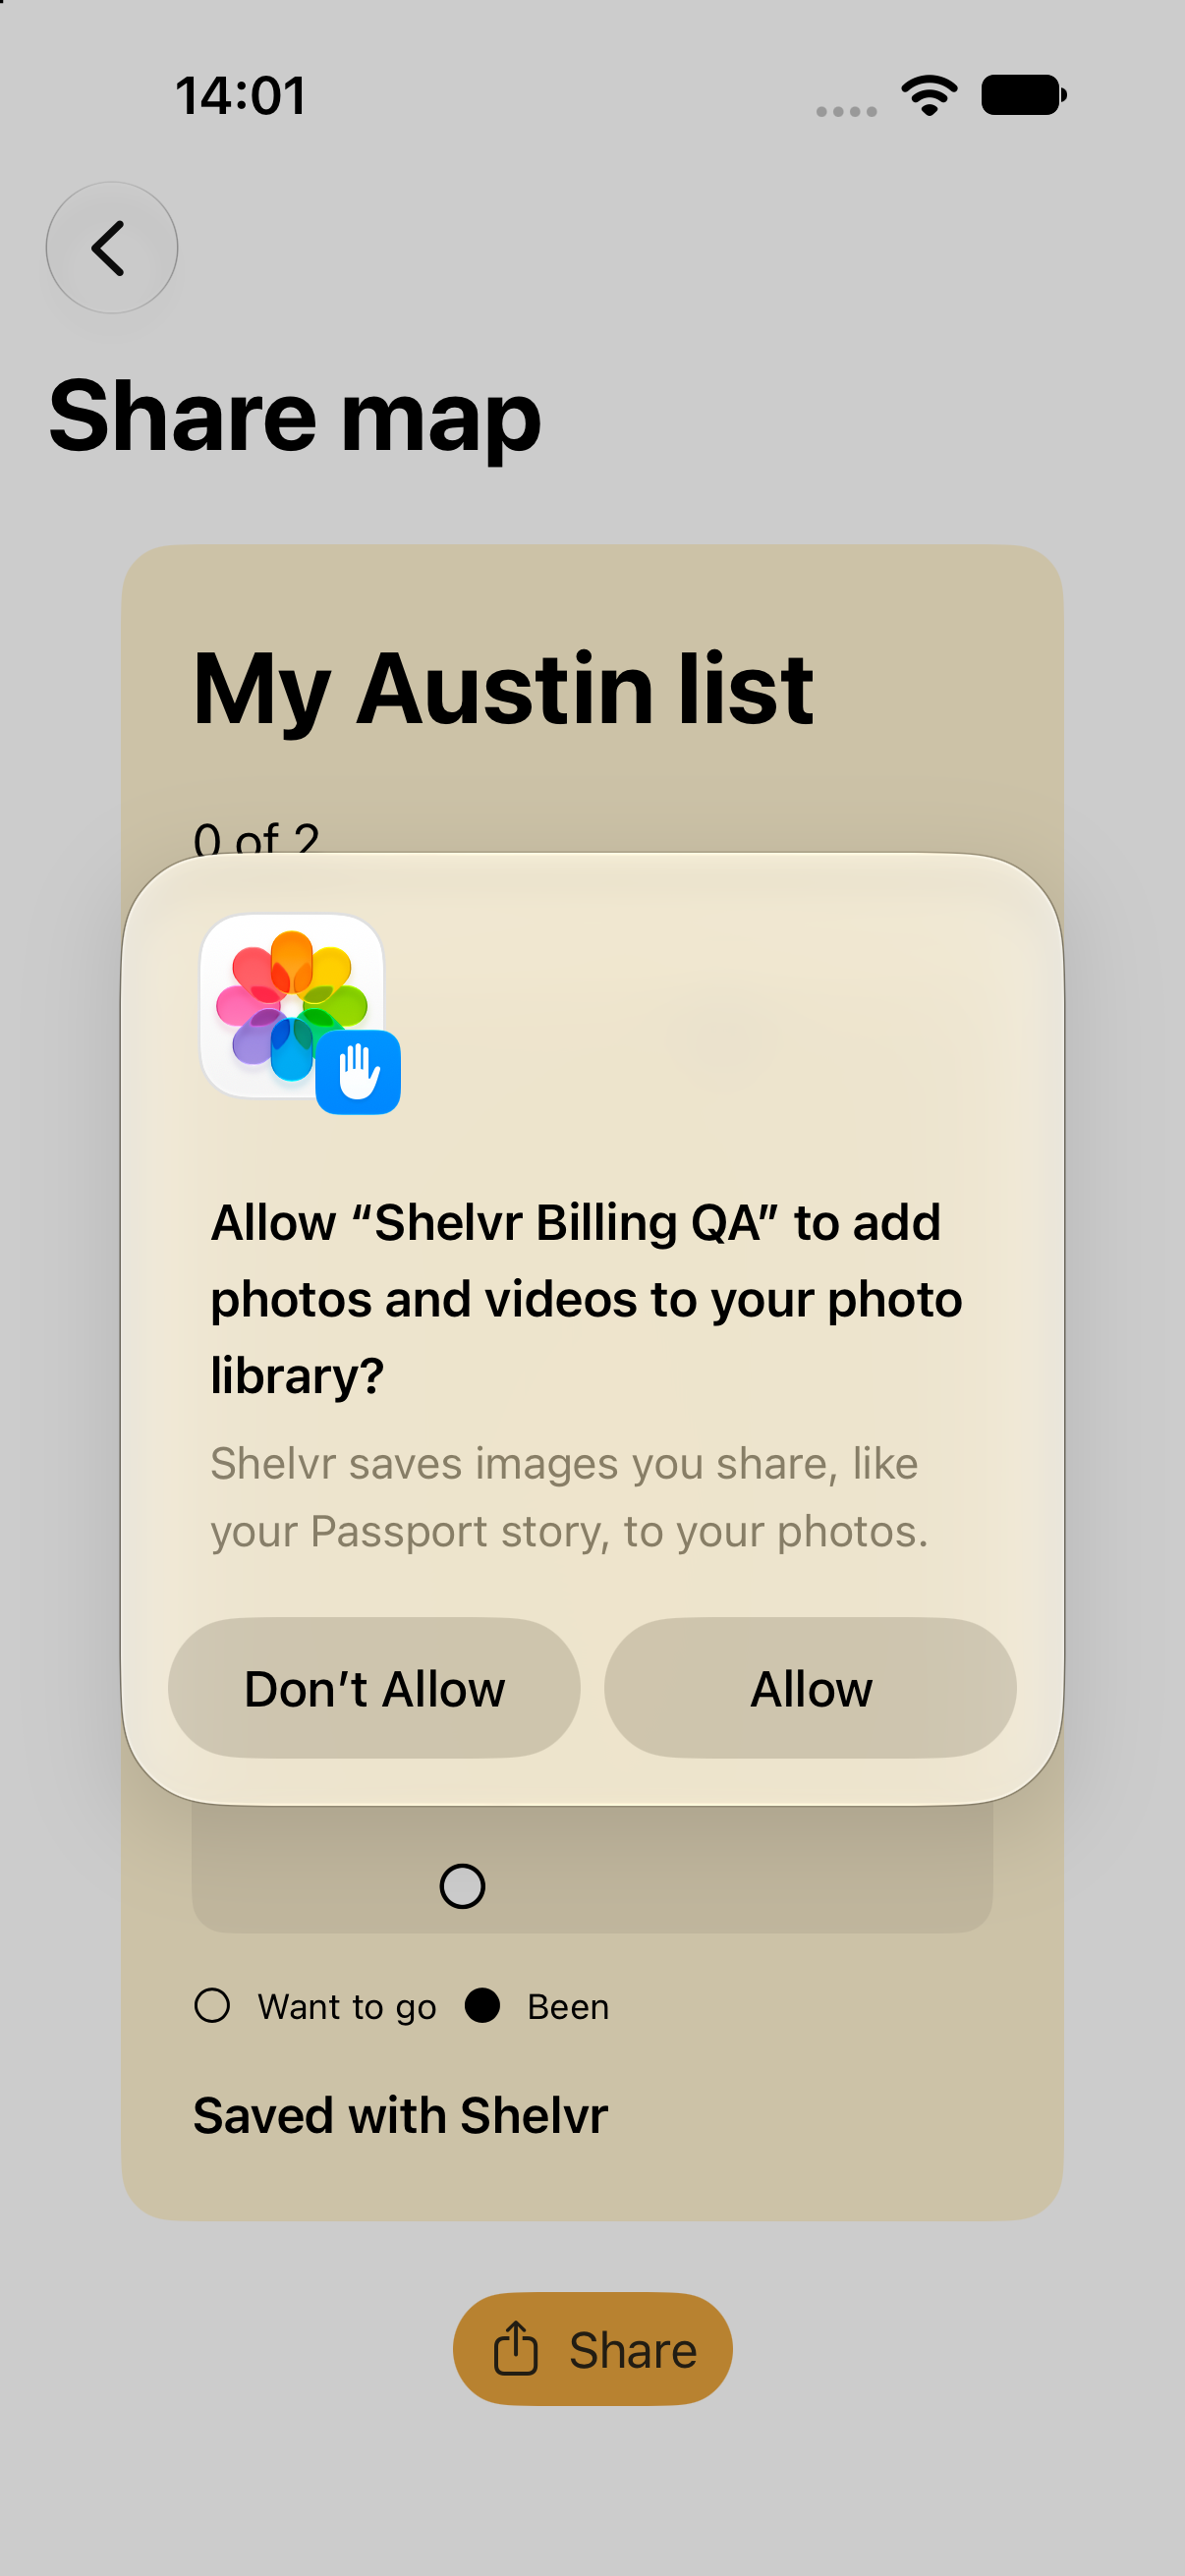 14:01
Share map
My Austin list
0 of 2
Allow “Shelvr Billing QA” to add
photos and videos to your photo
library?
Shelvr saves images you share, like
your Passport story, to your photos.
Don’t Allow
Allow
Want to go
Been
Saved with Shelvr
Share